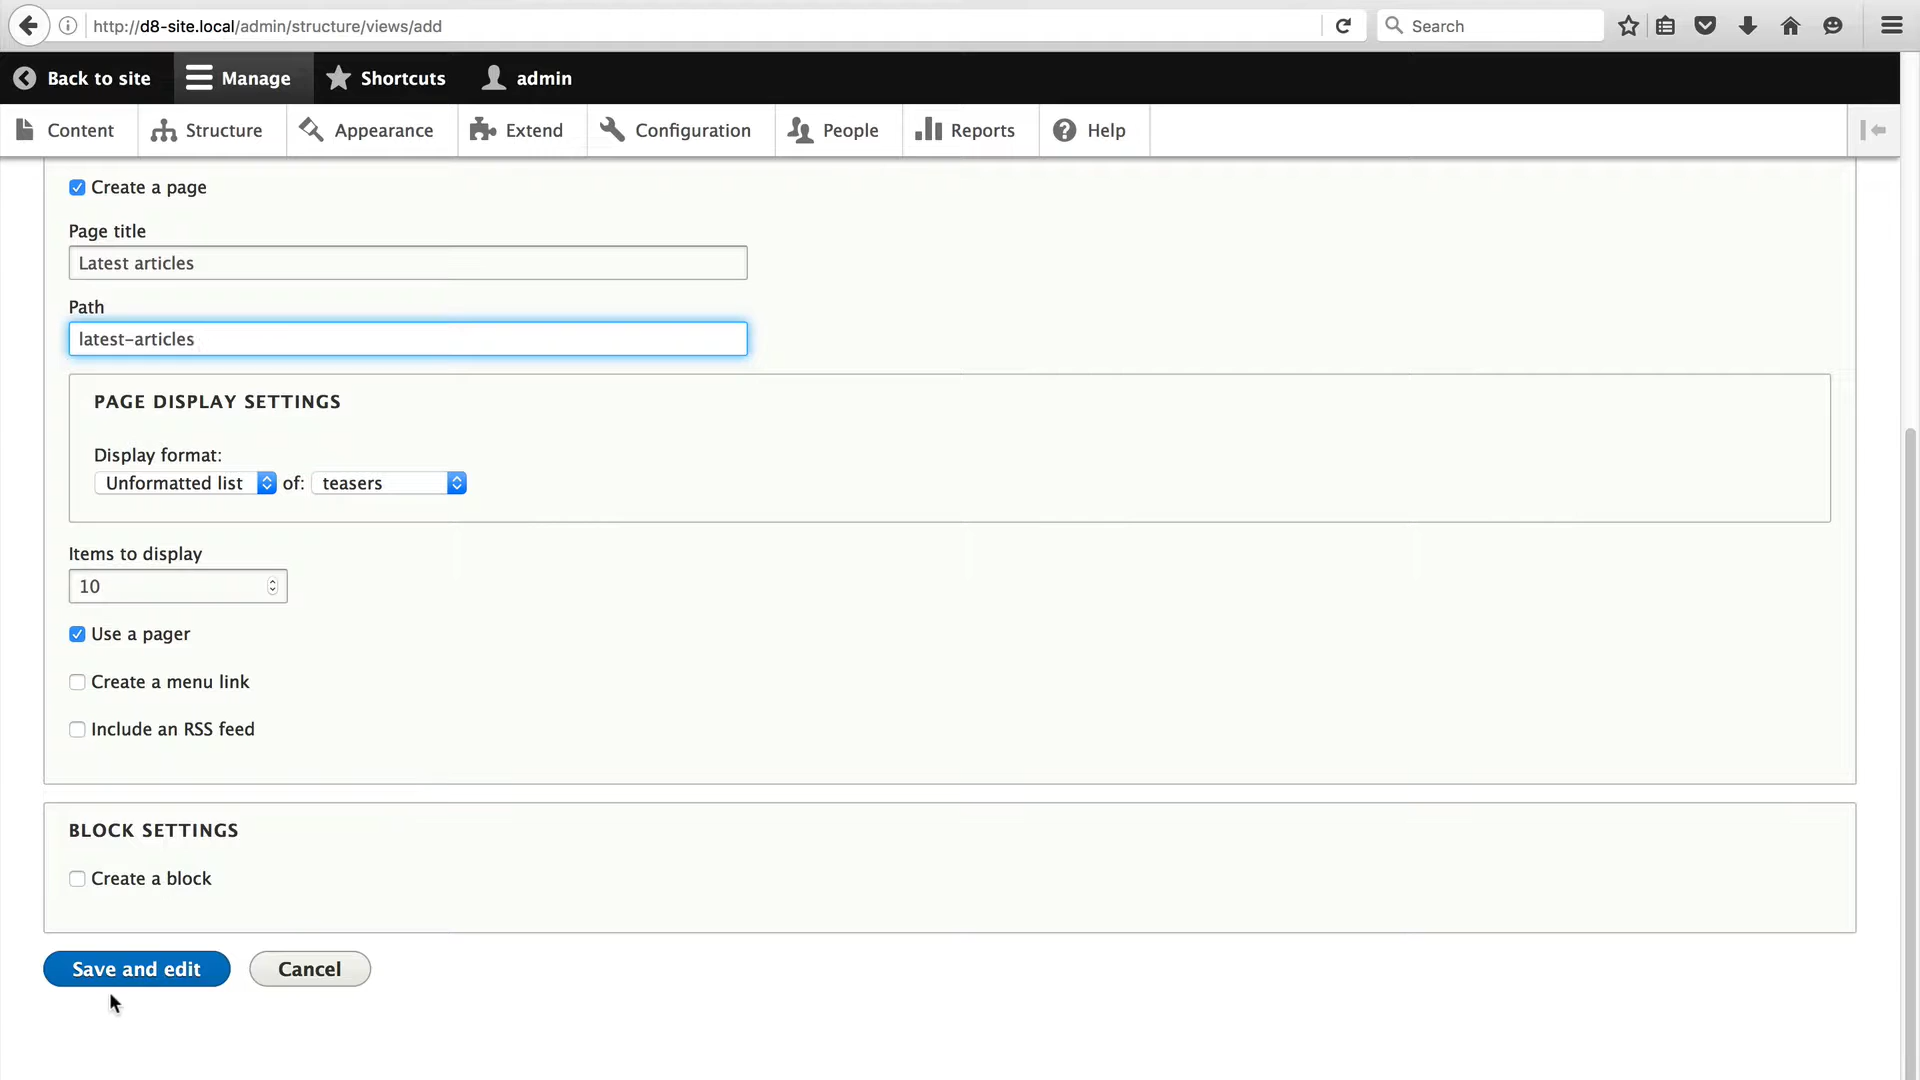 http://d8-site.local/admin/structure/views/add
Search
Back to site
Manage
Shortcuts
admin
Content
Structure
Appearance
Extend
Configuration
People
Reports
Help
Create a page
Page title
Latest articles
Path
latest-articles
PAGE DISPLAY SETTINGS
Display format:
Unformatted list of: teasers
Items to display
10
Use a pager
Create a menu link
Include an RSS feed
BLOCK SETTINGS
Create a block
Save and edit
Cancel